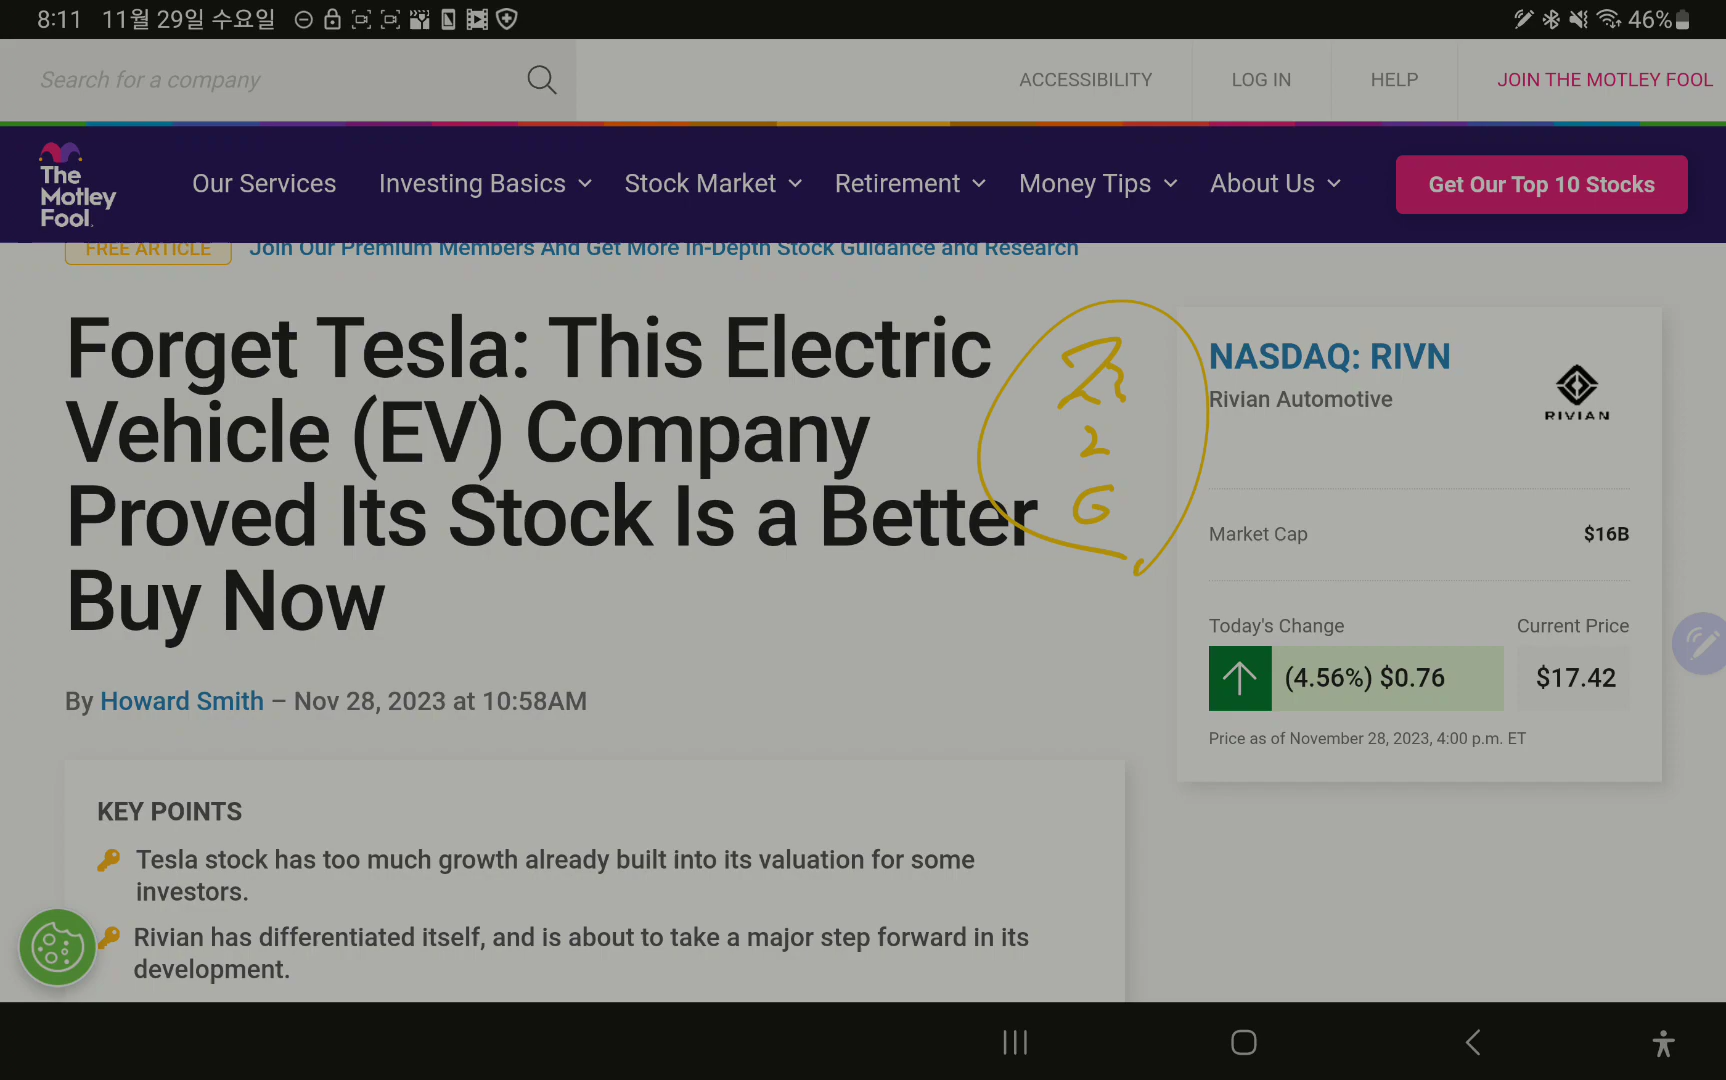 8:11 11월 29일 수요일 46%
Search for a company
ACCESSIBILITY LOG IN HELP JOIN THE MOTLEY FOOL
The Motley Fool.
Our Services Investing Basics Stock Market Retirement Money Tips About Us Get Our Top 10 Stocks
FREE ARTICLE Join Our Premium Members And Get More In-Depth Stock Guidance and Research
Forget Tesla: This Electric
Vehicle (EV) Company
Proved Its Stock Is a Better
Buy Now
2
G
By Howard Smith – Nov 28, 2023 at 10:58AM
KEY POINTS
Tesla stock has too much growth already built into its valuation for some
investors.
Rivian has differentiated itself, and is about to take a major step forward in its
development.
NASDAQ: RIVN
Rivian Automotive
RIVIAN
Market Cap $16B
Today's Change Current Price
(4.56%) $0.76 $17.42
Price as of November 28, 2023, 4:00 p.m. ET